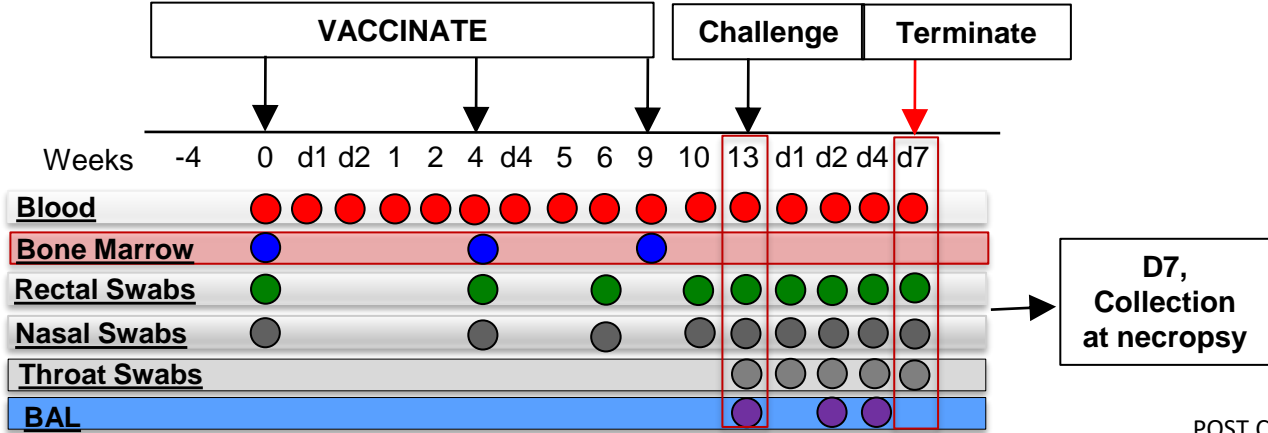 VACCINATE
Challenge
Terminate
Weeks -4 0 d1 d2 1 2 4 d4 5 6 9 10 13 d1 d2 d4 d7
Blood
Bone Marrow
Rectal Swabs
Nasal Swabs
Throat Swabs
BAL
D7,
Collection
at necropsy
POST